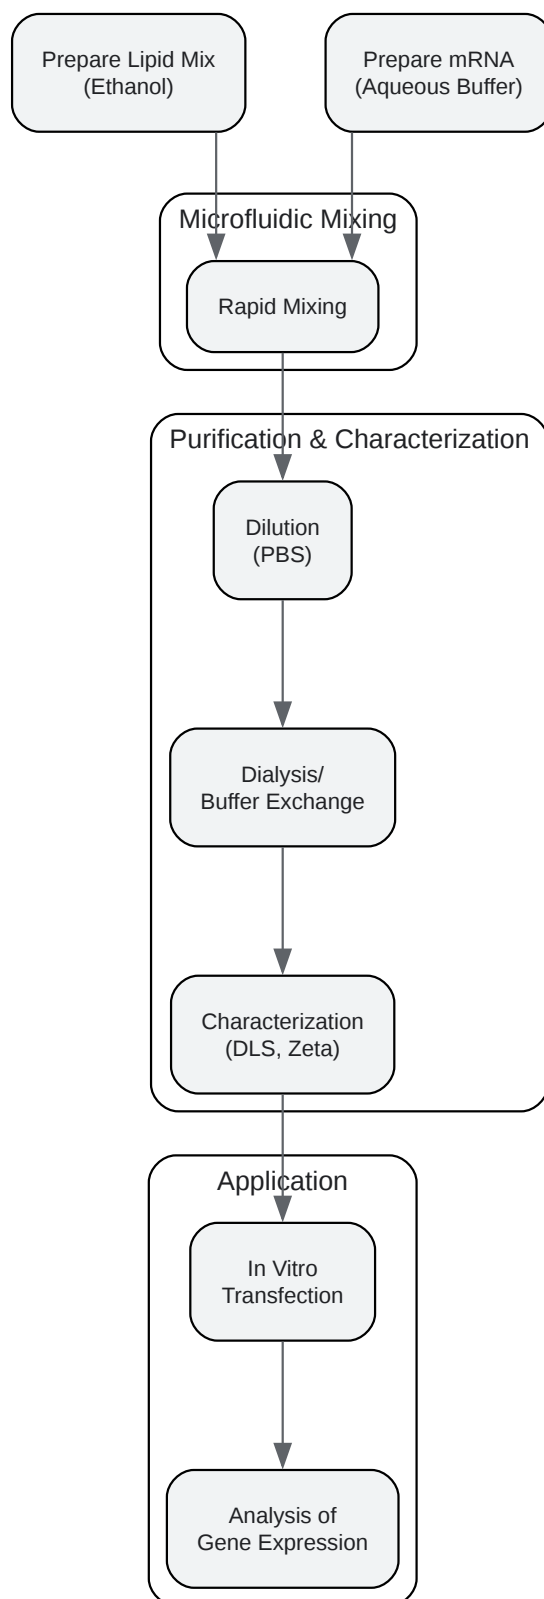 Prepare Lipid Mix
(Ethanol)
Prepare mRNA
(Aqueous Buffer)
Microfluidic Mixing
Rapid Mixing
Purification & Characterization
Dilution
(PBS)
Dialysis/
Buffer Exchange
Characterization
(DLS, Zeta)
Application
In Vitro
Transfection
Analysis of
Gene Expression